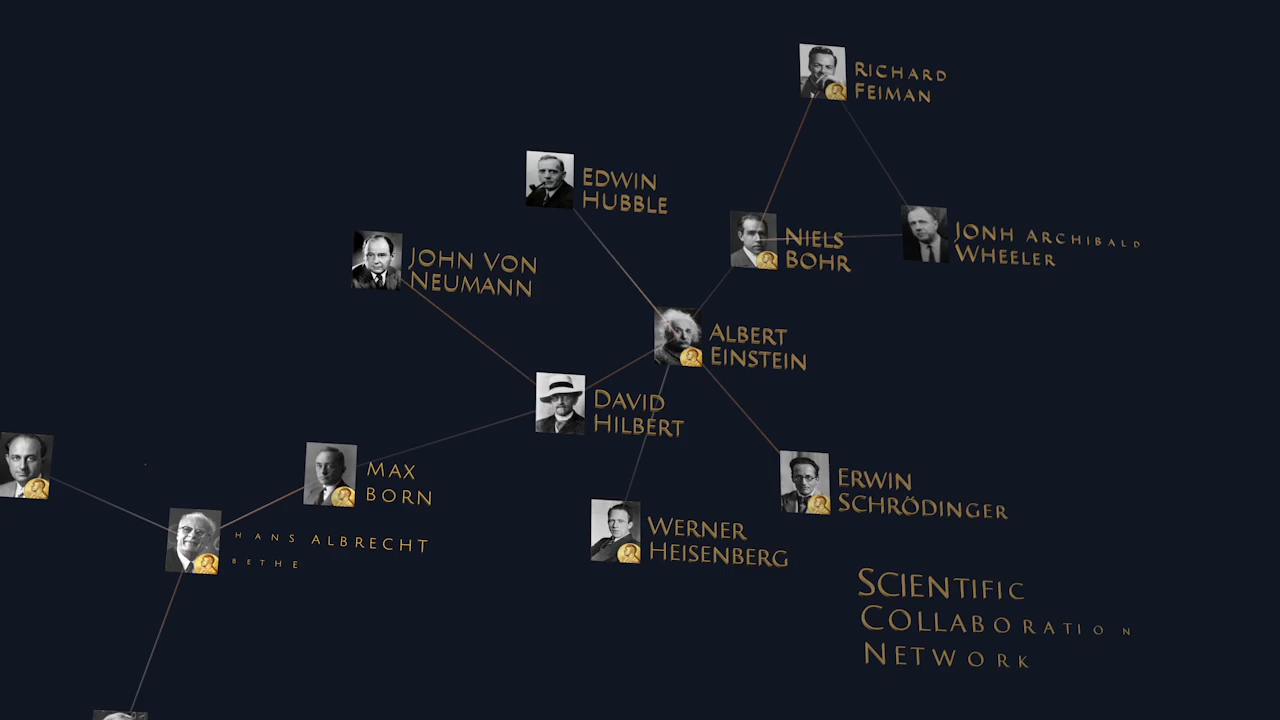 RICHARD
FEIMAN
EDWIN
HUBBLE
NIELS
BOHR
JONH ARCHIBALD
WHEELER
JOHN VON
NEUMANN
ALBERT
EINSTEIN
DAVID
HILBERT
MAX
BORN
ERWIN
SCHRÖDINGER
HANS ALBRECHT
BETHE
WERNER
HEISENBERG
SCIENTIFIC
COLLABORATION
NETWORK